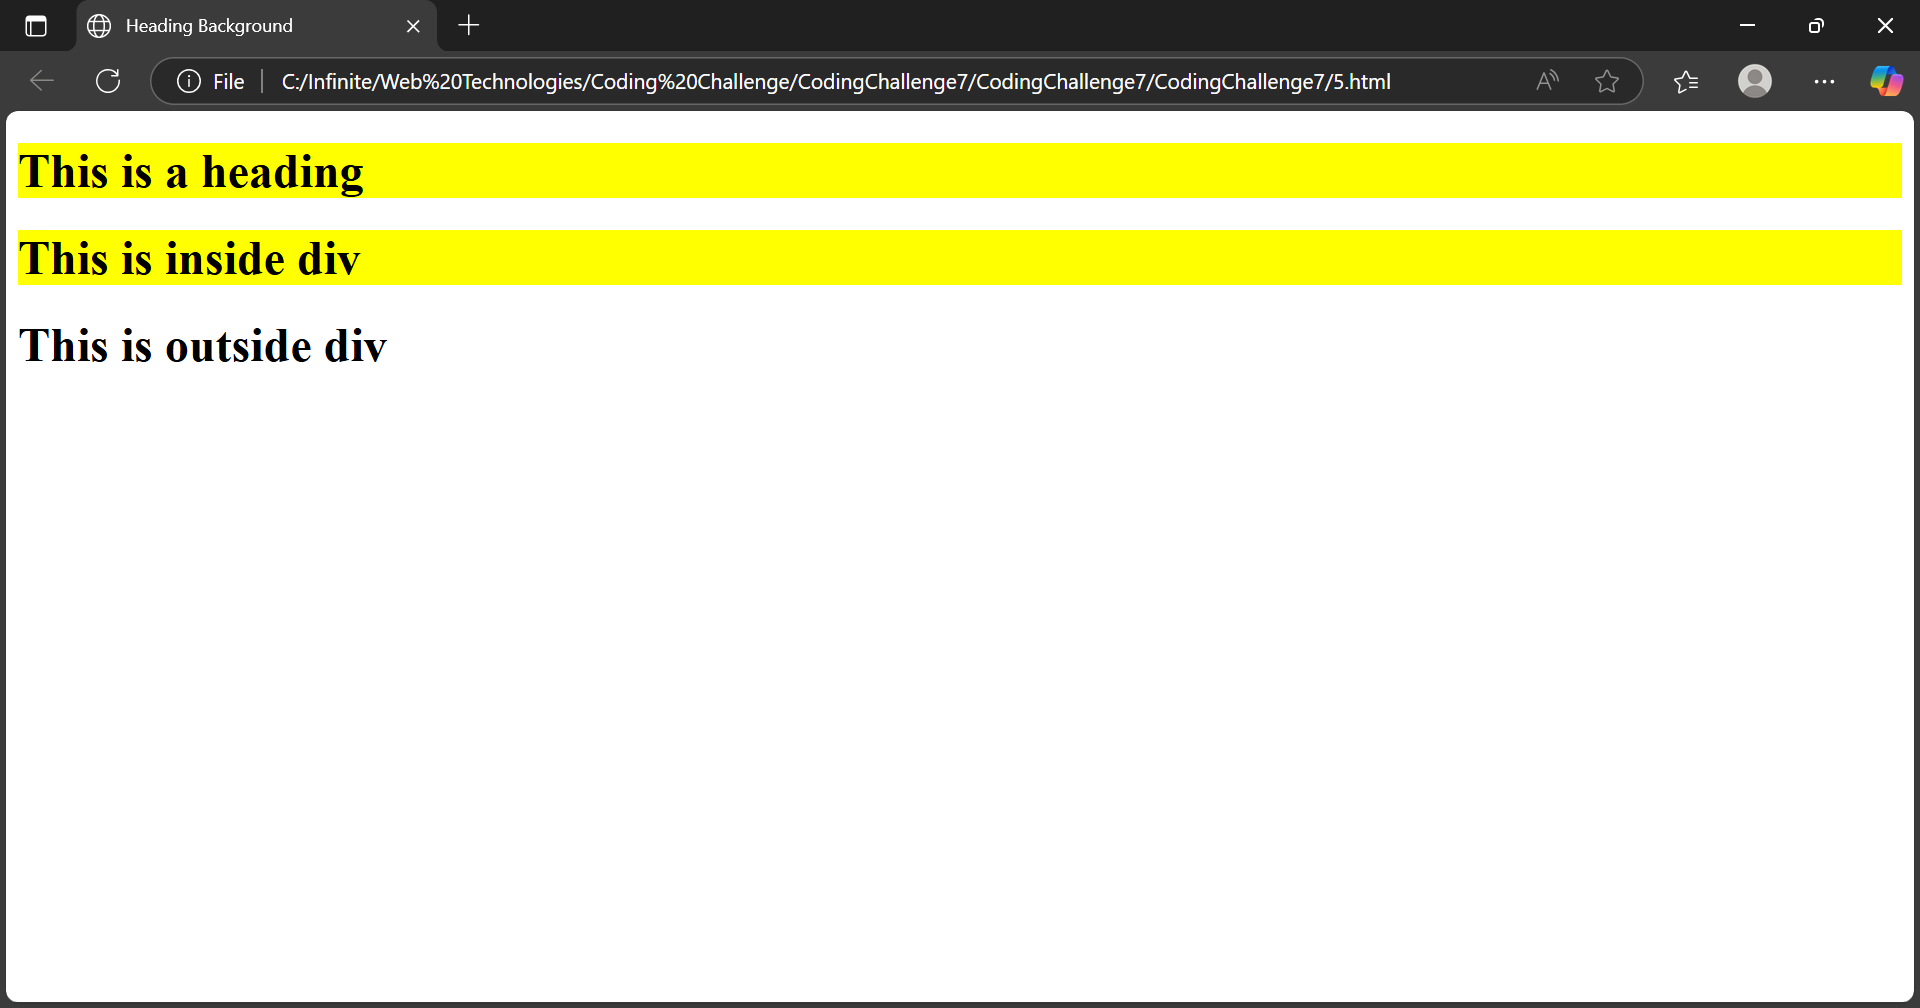 Heading Background
File
C:/Infinite/Web%20Technologies/Coding%20Challenge/CodingChallenge7/CodingChallenge7/CodingChallenge7/5.html
This is a heading
This is inside div
This is outside div